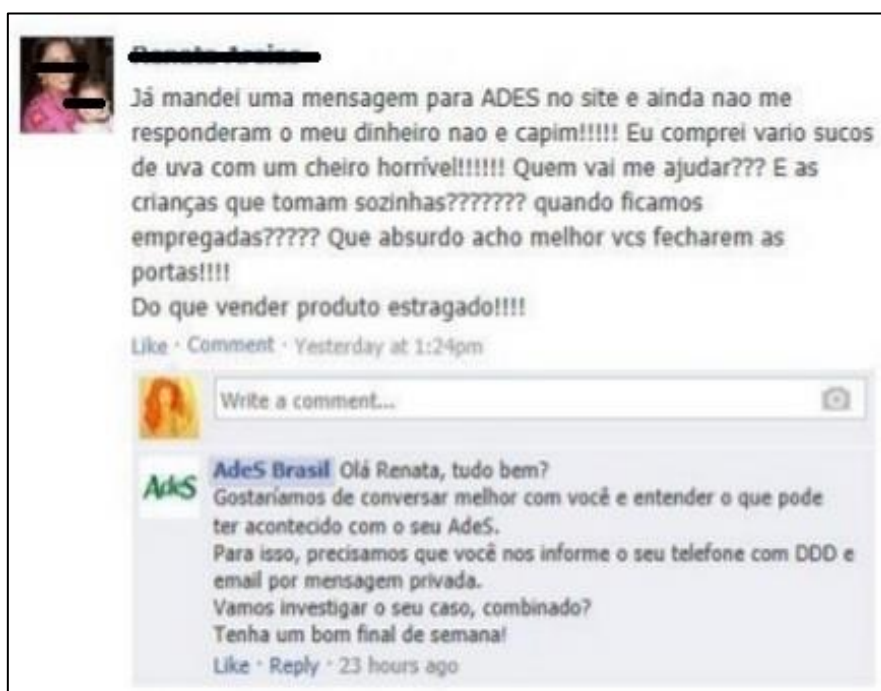 Já mandei uma mensagem para ADES no site e ainda nao me
responderam o meu dinheiro nao e capim!!!!! Eu comprei vario sucos
de uva com um cheiro horrível!!!!!! Quem vai me ajudar??? E as
crianças que tomam sozinhas??????? quando ficamos
empregadas????? Que absurdo acho melhor vcs fecharem as
portas!!!!
Do que vender produto estragado!!!!
Like · Comment · Yesterday at 1:24pm
Write a comment...
AdeS
AdeS Brasil Olá Renata, tudo bem?
Gostaríamos de conversar melhor com você e entender o que pode
ter acontecido com o seu AdeS.
Para isso, precisamos que você nos informe o seu telefone com DDD e
email por mensagem privada.
Vamos investigar o seu caso, combinado?
Tenha um bom final de semana!
Like · Reply · 23 hours ago